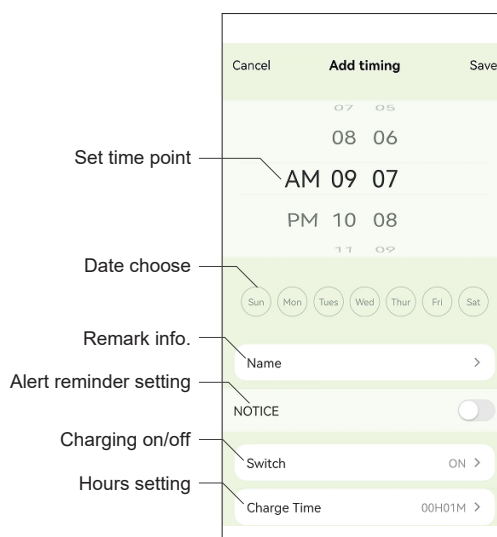 Cancel Add timing Save
07 05
08 06
Set time point
AM 09 07
PM 10 08
11 09
Date choose
Sun Mon Tues Wed Thur Fri Sat
Remark info.
Name >
Alert reminder setting
NOTICE
Charging on/off
Switch ON >
Hours setting
Charge Time 00H01M >